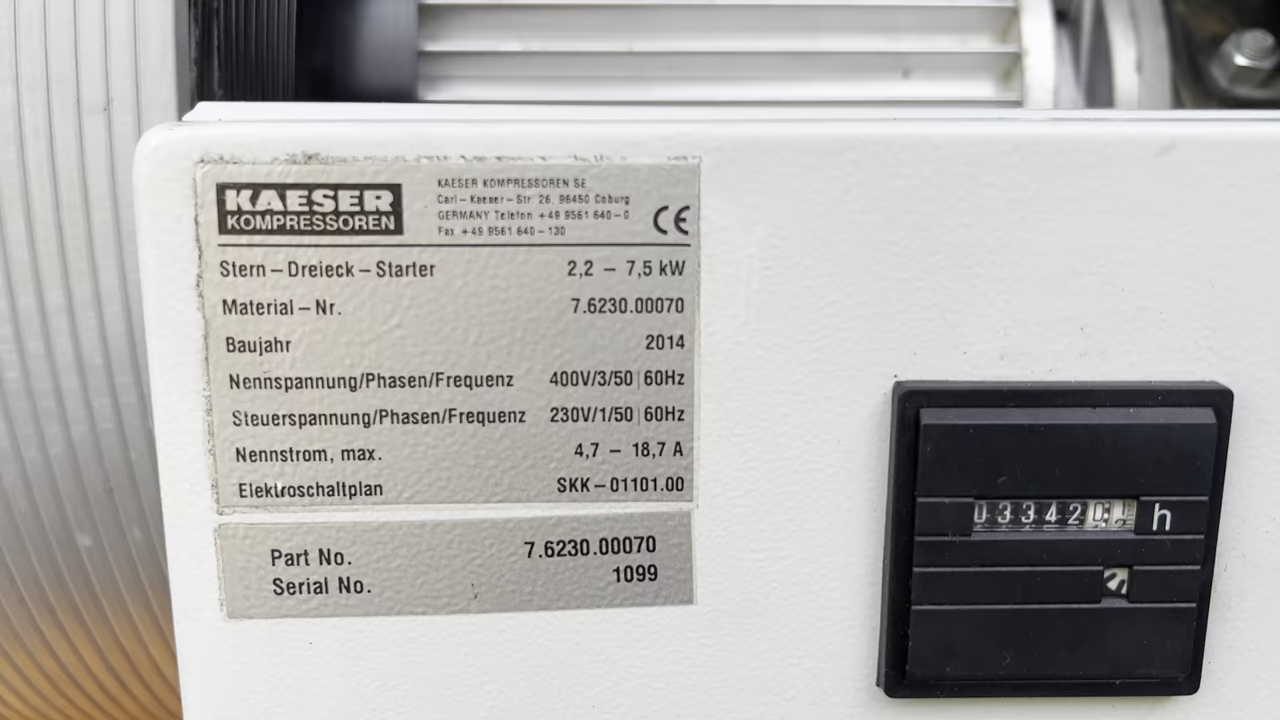 KAESER
KOMPRESSOREN
KAESER KOMPRESSOREN SE
Carl – Kaeser – Str. 26, 96450 Coburg
GERMANY Telefon +49 9561 640 – 0
Fax +49 9561 640 – 130
CE
Stern – Dreieck – Starter 2,2 – 7,5 kW
Material – Nr. 7.6230.00070
Baujahr 2014
Nennspannung/Phasen/Frequenz 400V/3/50|60Hz
Steuerspannung/Phasen/Frequenz 230V/1/50|60Hz
Nennstrom, max. 4,7 – 18,7 A
Elektroschaltplan SKK – 01101.00
Part No. 7.6230.00070
Serial No. 1099
033420 h